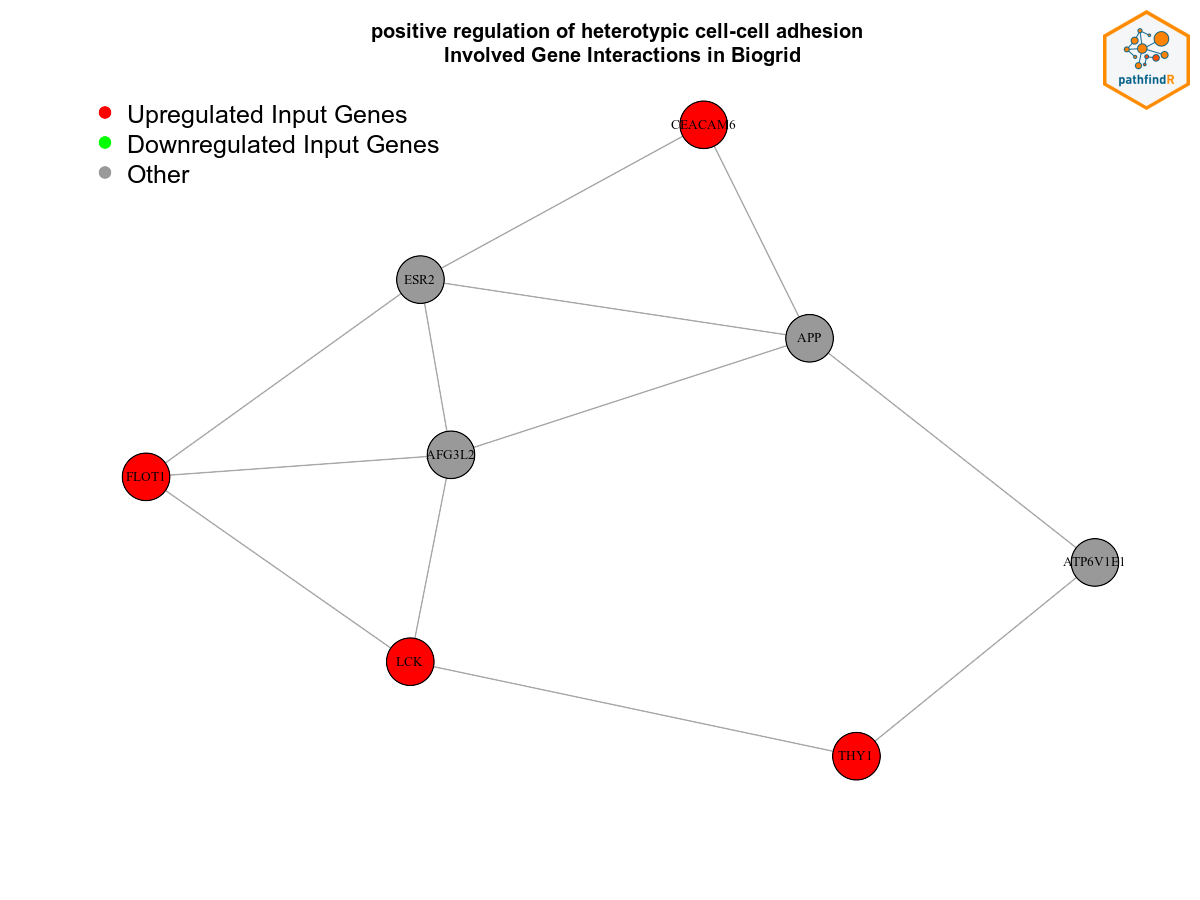 positive regulation of heterotypic cell-cell adhesion
Involved Gene Interactions in Biogrid
pathfindR
Upregulated Input Genes
Downregulated Input Genes
Other
CEACAM6
ESR2
APP
AFG3L2
FLOT1
ATP6V1E1
LCK
THY1